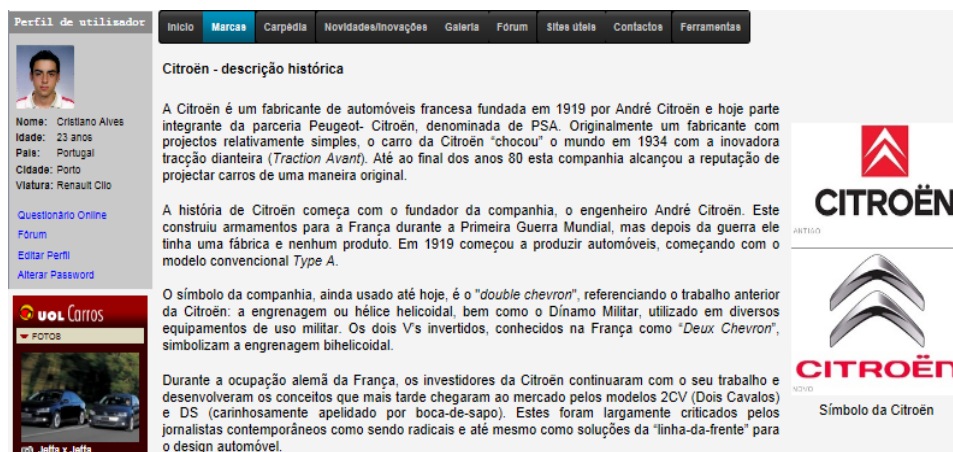 Perfil de utilizador
Nome: Cristiano Alves
Idade: 23 anos
País: Portugal
Cidade: Porto
Viatura: Renault Clio
Questionário Online
Fórum
Editar Perfil
Alterar Password
UOL Carros
FOTOS
Jetta x Jetta
Inicio Marcas Carpédia Novidades/Inovações Galeria Fórum Sites úteis Contactos Ferramentas
Citroën - descrição histórica
A Citroën é um fabricante de automóveis francesa fundada em 1919 por André Citroën e hoje parte
integrante da parceria Peugeot- Citroën, denominada de PSA. Originalmente um fabricante com
projectos relativamente simples, o carro da Citroën “chocou” o mundo em 1934 com a inovadora
tracção dianteira (Traction Avant). Até ao final dos anos 80 esta companhia alcançou a reputação de
projectar carros de uma maneira original.
A história de Citroën começa com o fundador da companhia, o engenheiro André Citroën. Este
construiu armamentos para a França durante a Primeira Guerra Mundial, mas depois da guerra ele
tinha uma fábrica e nenhum produto. Em 1919 começou a produzir automóveis, começando com o
modelo convencional Type A.
O símbolo da companhia, ainda usado até hoje, é o "double chevron", referenciando o trabalho anterior
da Citroën: a engrenagem ou hélice helicoidal, bem como o Dínamo Militar, utilizado em diversos
equipamentos de uso militar. Os dois V's invertidos, conhecidos na França como “Deux Chevron”,
simbolizam a engrenagem bihelicoidal.
Durante a ocupação alemã da França, os investidores da Citroën continuaram com o seu trabalho e
desenvolveram os conceitos que mais tarde chegaram ao mercado pelos modelos 2CV (Dois Cavalos)
e DS (carinhosamente apelidado por boca-de-sapo). Estes foram largamente criticados pelos
jornalistas contemporâneos como sendo radicais e até mesmo como soluções da “linha-da-frente” para
o design automóvel.
CITROËN
ANTIGO
CITROËN
NOVO
Símbolo da Citroën